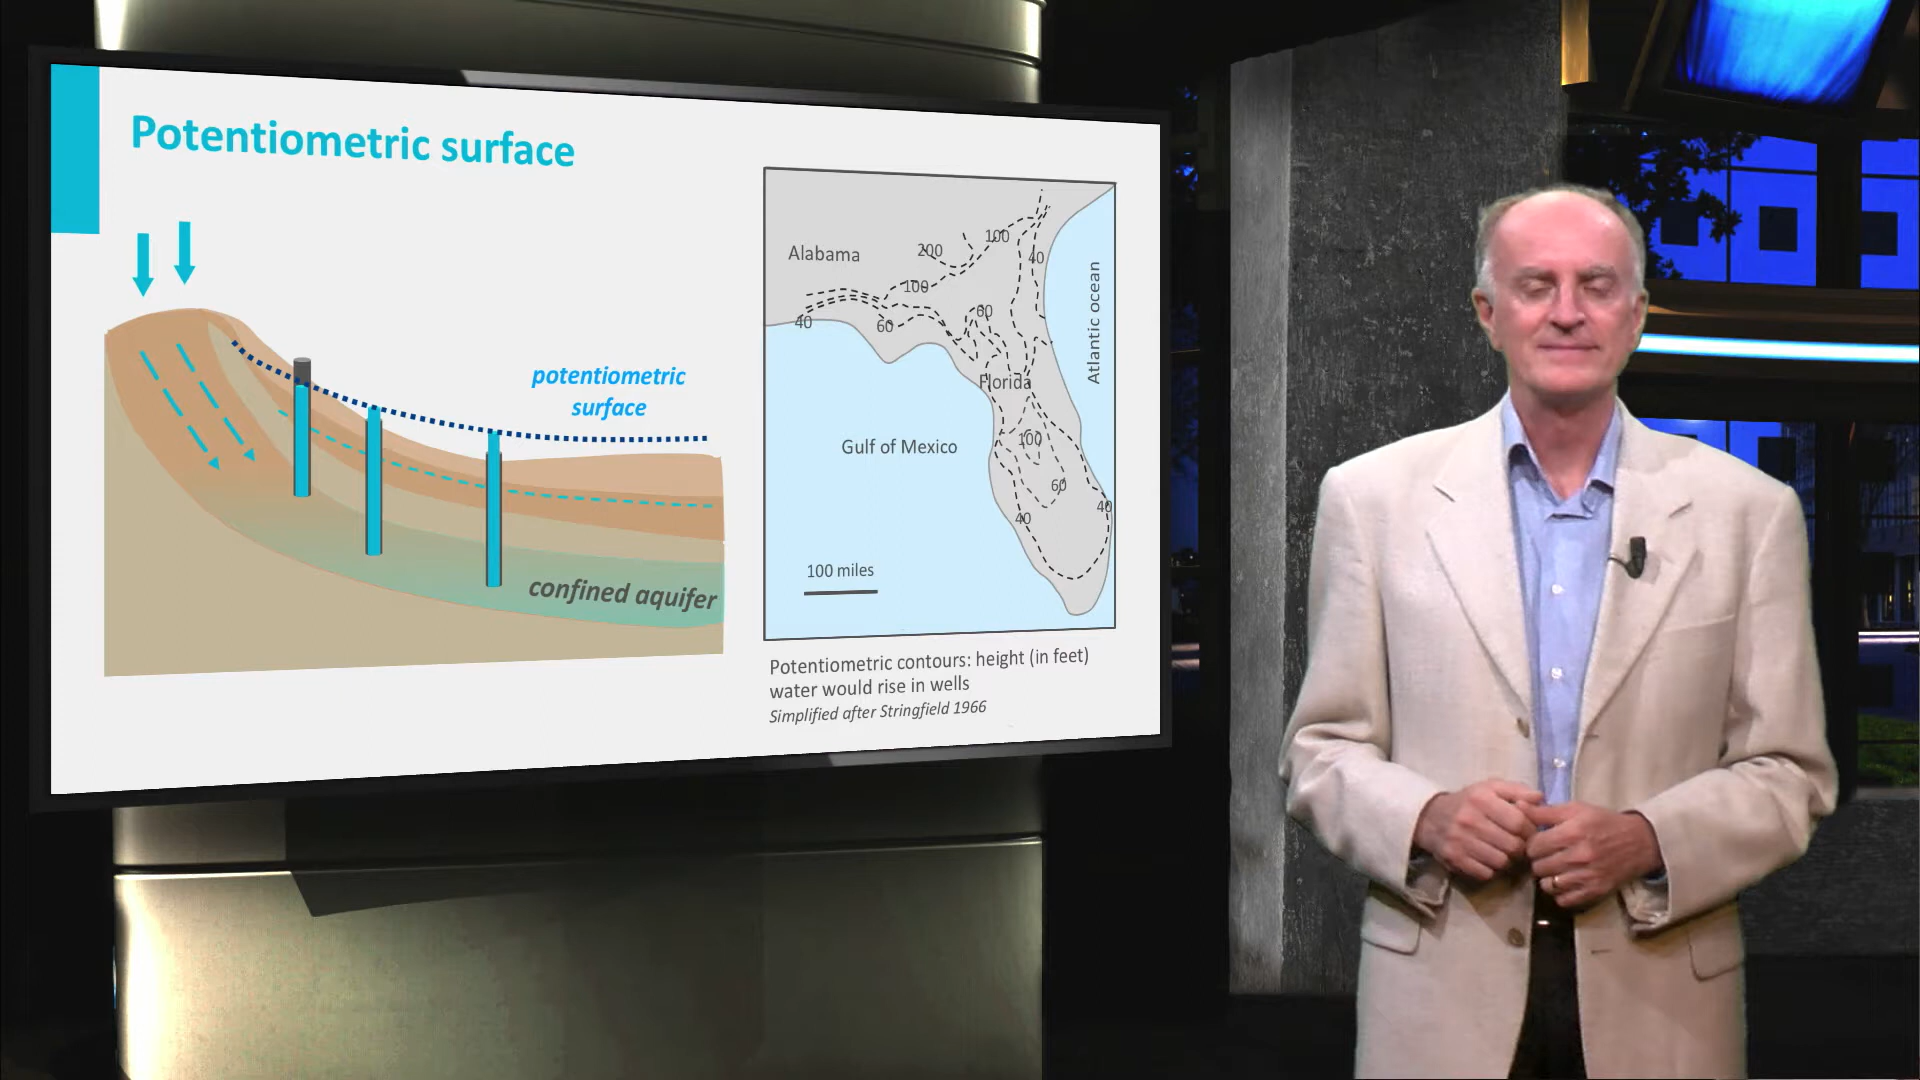 Potentiometric surface
potentiometric
surface
confined aquifer
Alabama
200
100
40
100
40
60
80
Atlantic ocean
Florida
Gulf of Mexico
100
60
40
40
100 miles
Potentiometric contours: height (in feet)
water would rise in wells
Simplified after Stringfield 1966